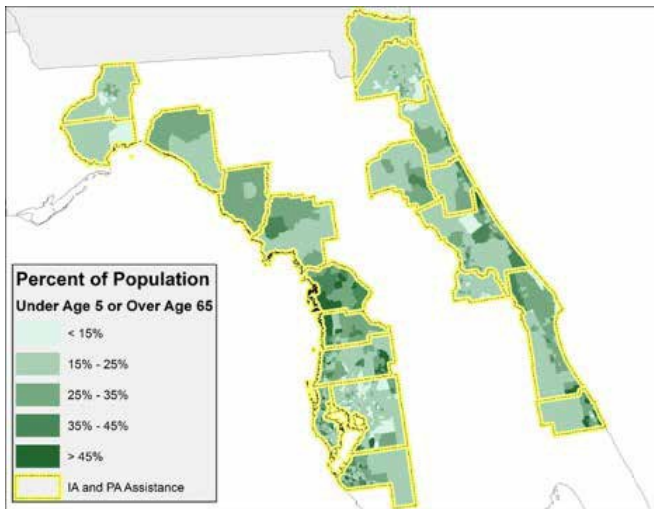 Percent of Population
Under Age 5 or Over Age 65
< 15%
15% - 25%
25% - 35%
35% - 45%
> 45%
IA and PA Assistance